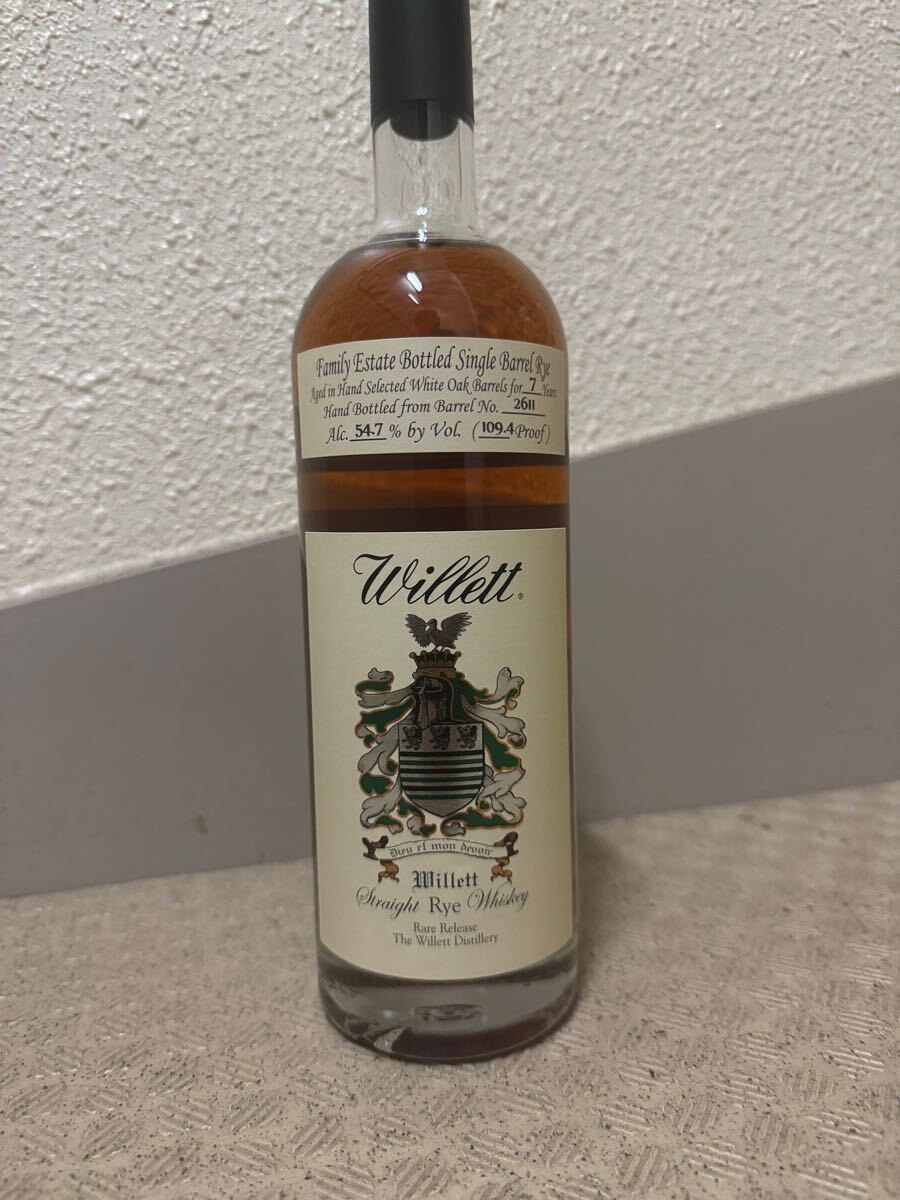 Family Estate Bottled Single Barrel Rye
Aged in Hand Selected White Oak Barrels for 7 Years
Hand Bottled from Barrel No. 2611
Alc. 54.7 % by Vol. (109.4 Proof)
Willett®
Dieu et mon devoir
Willett
Straight Rye Whiskey
Rare Release
The Willett Distillery